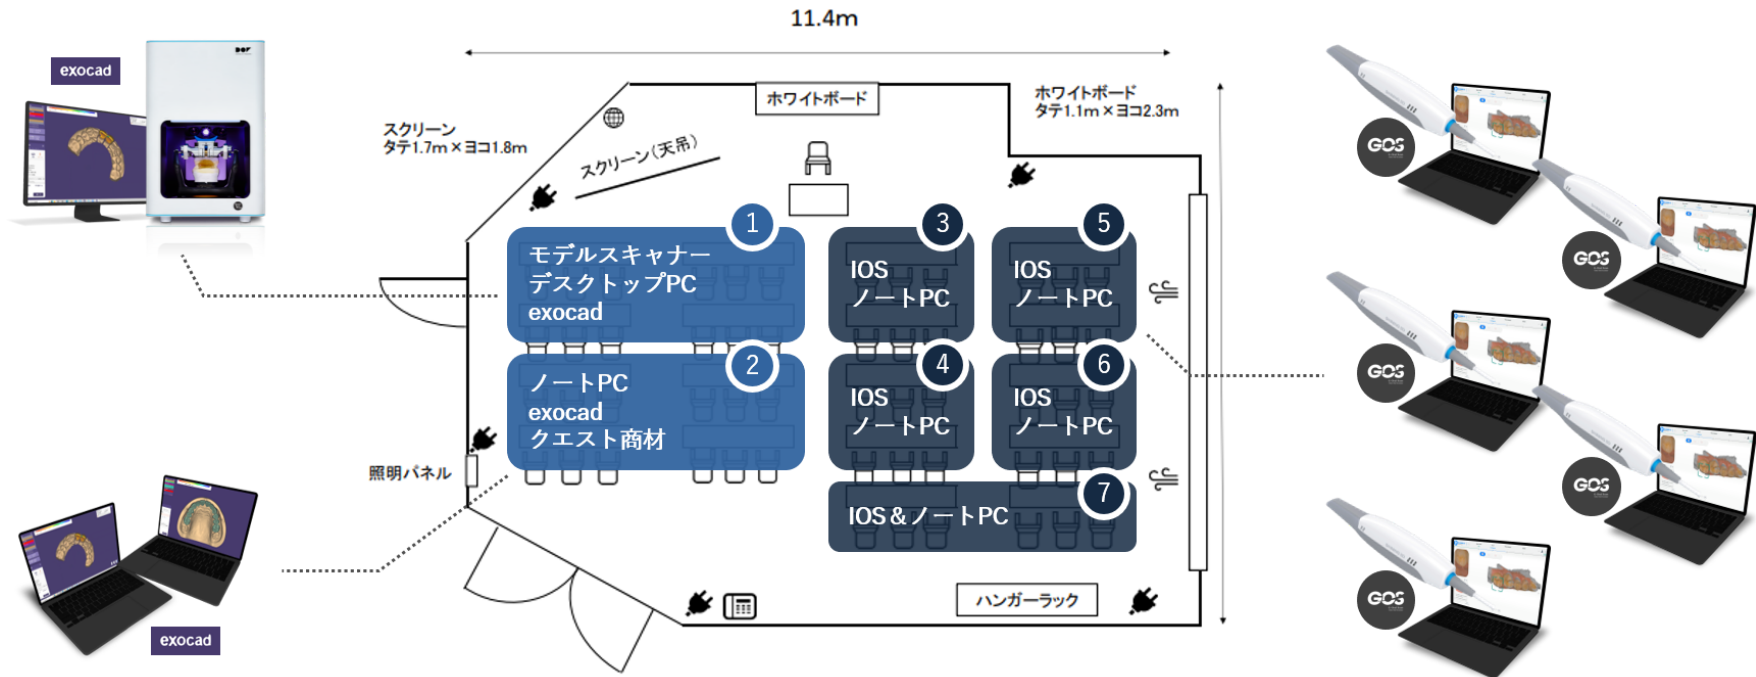 11.4m
exocad
DOF
スクリーン
タテ1.7m×ヨコ1.8m
スクリーン(天吊)
ホワイトボード
ホワイトボード
タテ1.1m×ヨコ2.3m
1
モデルスキャナー
デスクトップPC
exocad
2
ノートPC
exocad
クエスト商材
3
IOS
ノートPC
4
IOS
ノートPC
5
IOS
ノートPC
6
IOS
ノートPC
7
IOS&ノートPC
照明パネル
ハンガーラック
exocad
GOS
GOS
GOS
GOS
GOS